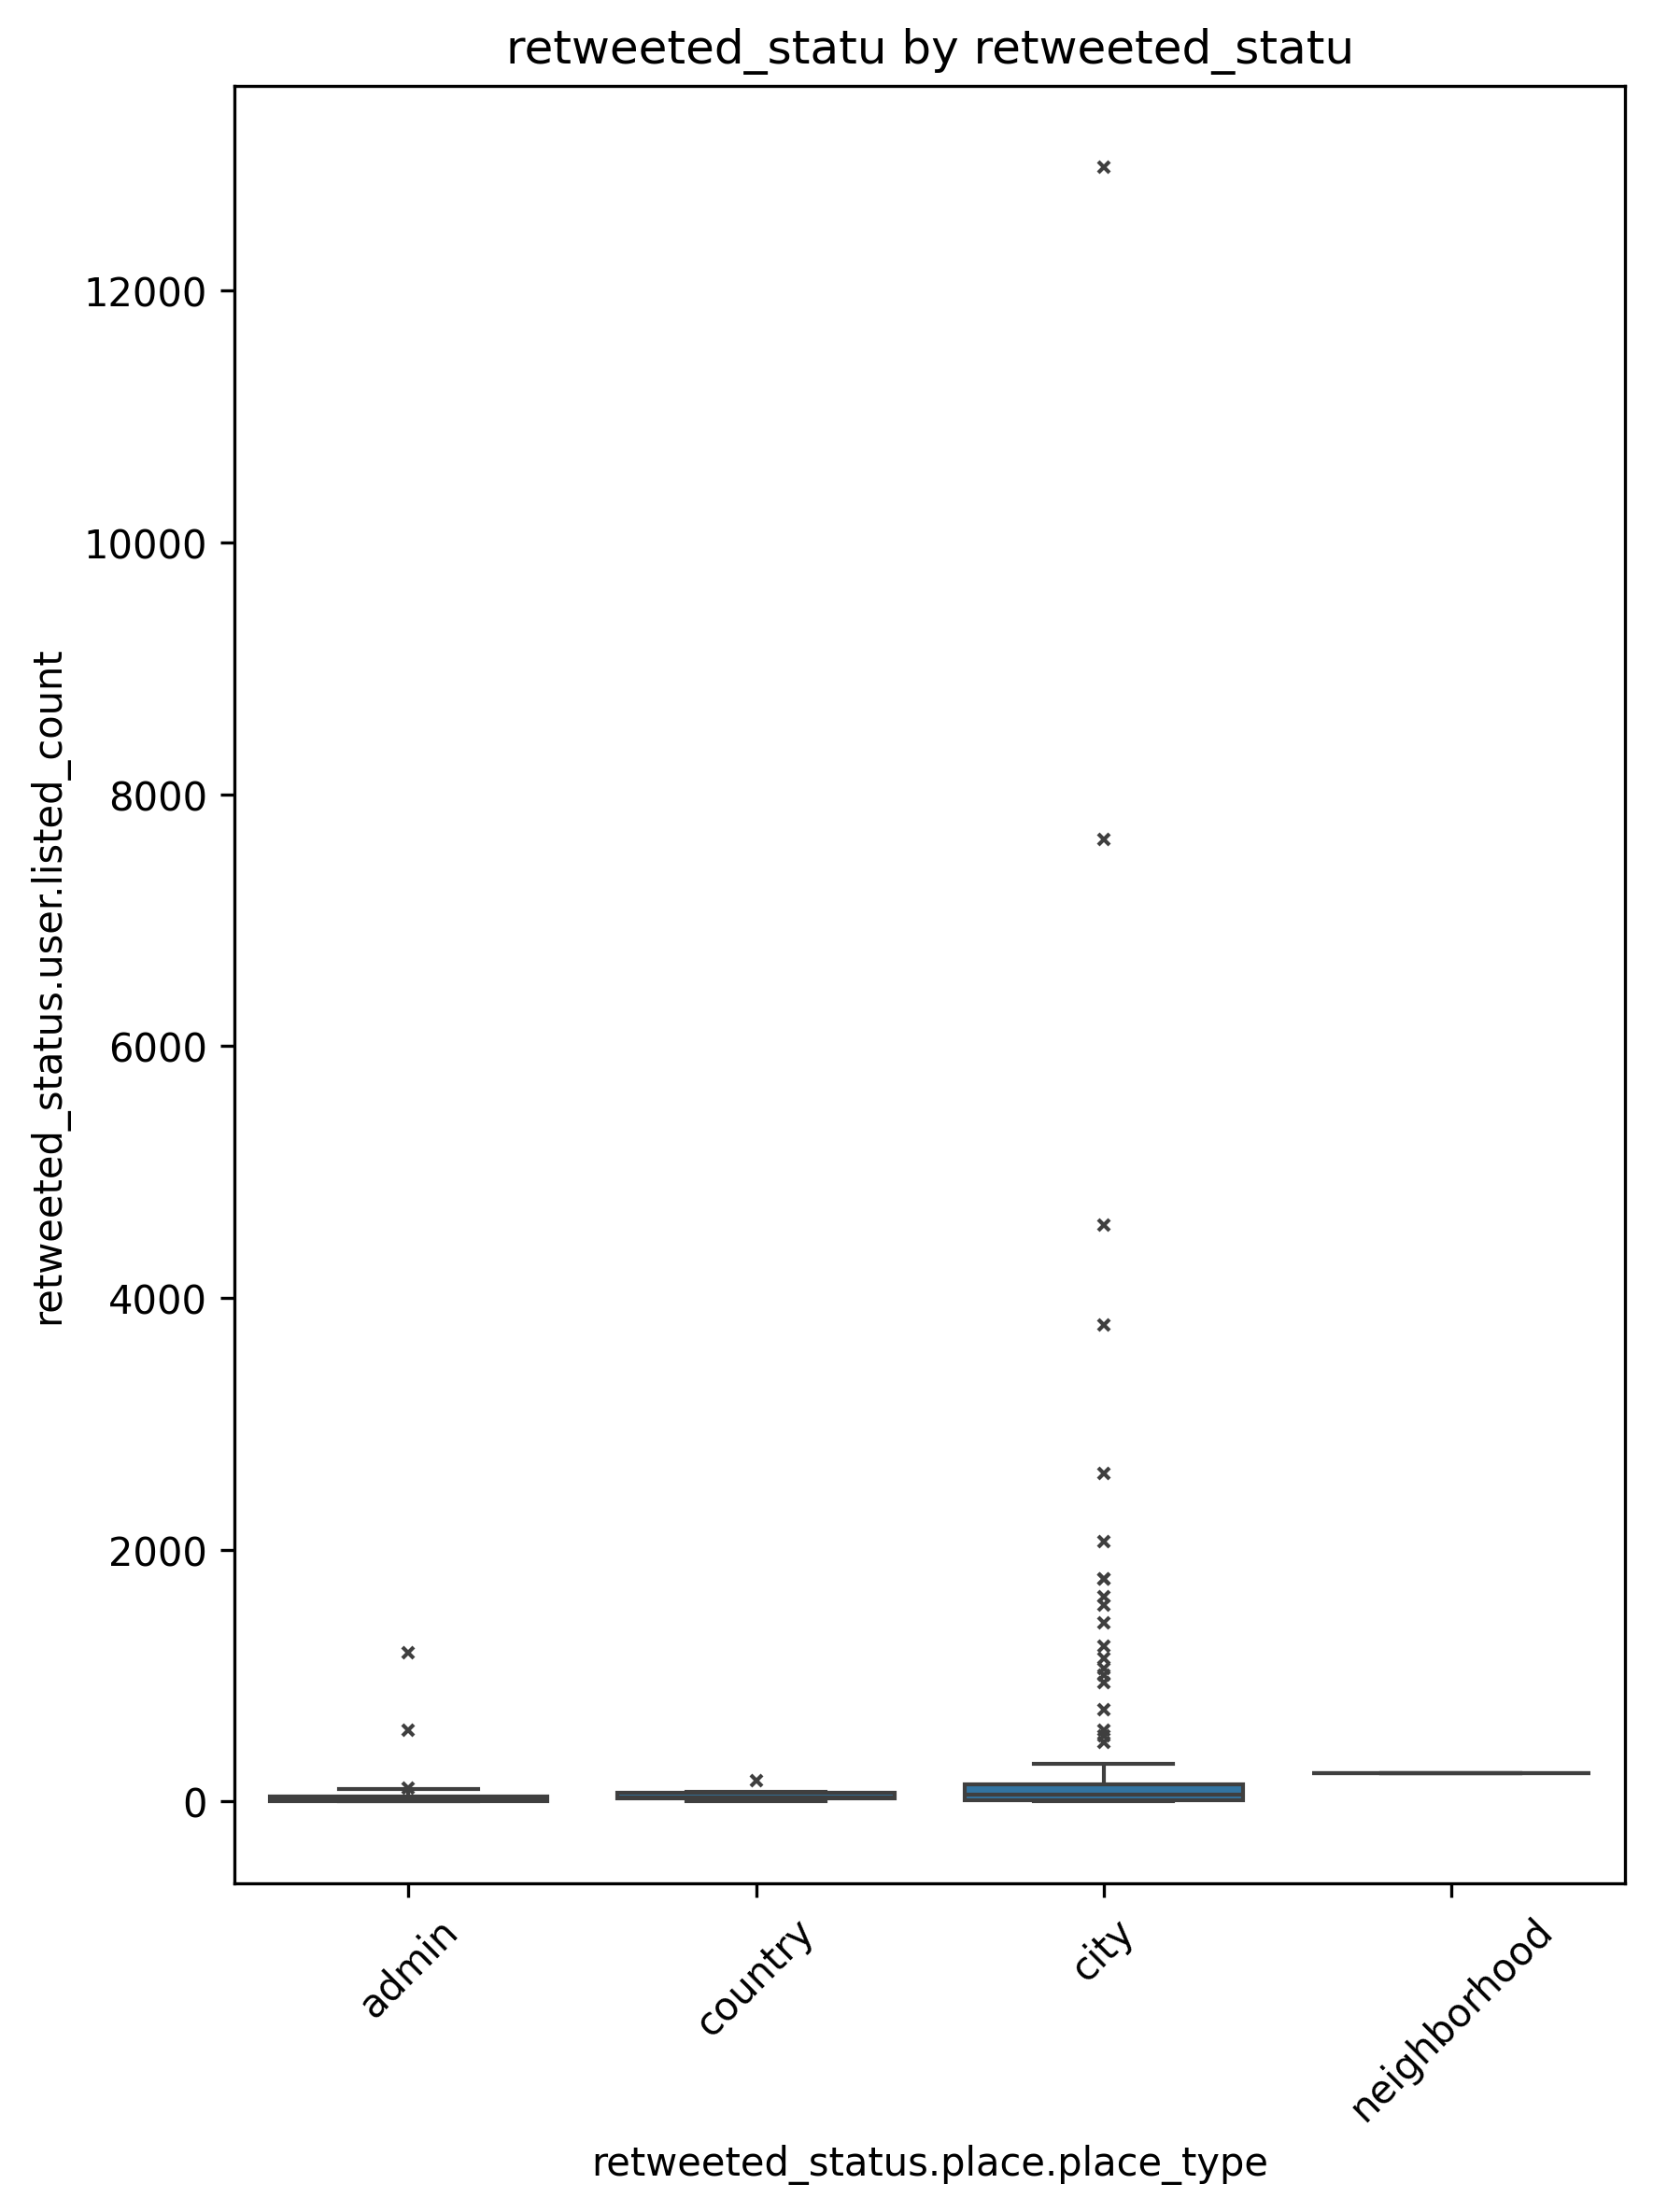 retweeted_statu by retweeted_statu
retweeted_status.user.listed_count
12000
10000
8000
6000
4000
2000
0
admin
country
city
neighborhood
retweeted_status.place.place_type